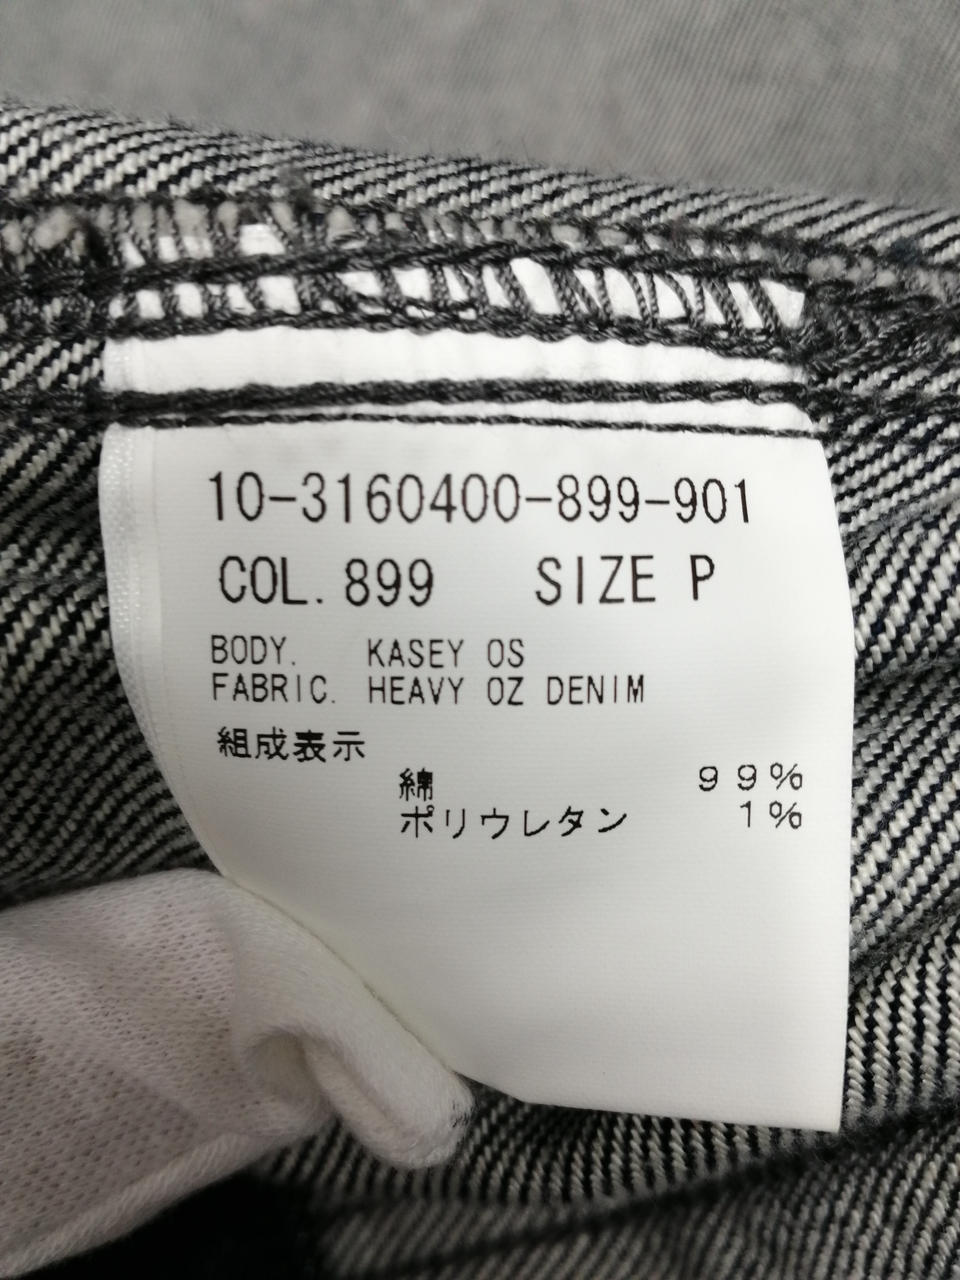 10-3160400-899-901
COL. 899 SIZE P
BODY. KASEY OS
FABRIC. HEAVY OZ DENIM
組成表示
綿 99%
ポリウレタン 1%